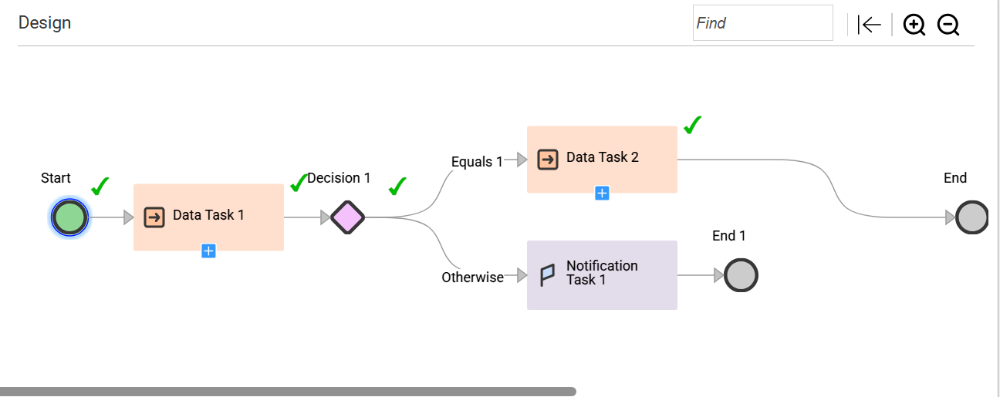 Design
Find
Start
Data Task 1
Decision 1
Equals 1
Data Task 2
End
Otherwise
Notification
Task 1
End 1